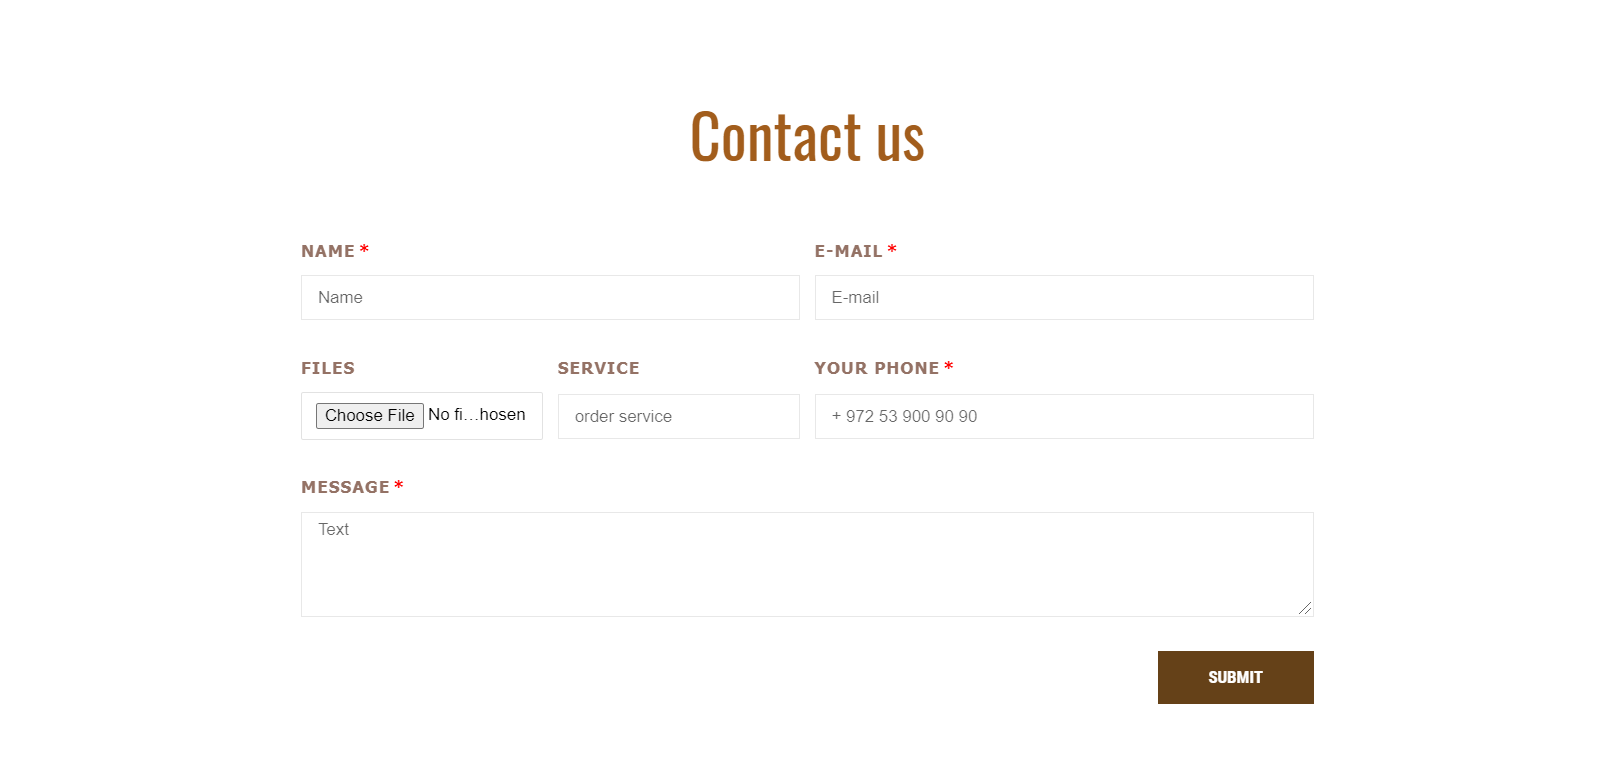 Contact us
NAME *
E-MAIL *
Name
E-mail
FILES
SERVICE
YOUR PHONE *
Choose File No fi...hosen
order service
+ 972 53 900 90 90
MESSAGE *
Text
SUBMIT